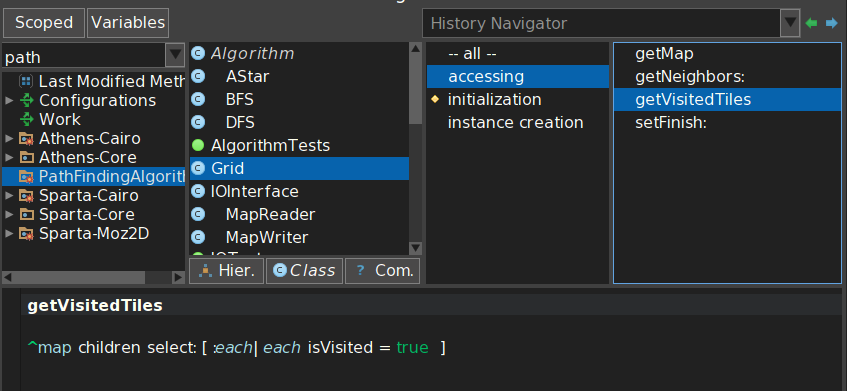 Scoped
Variables
History Navigator
path
Last Modified Meth
Configurations
Work
Athens-Cairo
Athens-Core
PathFindingAlgorith
Sparta-Cairo
Sparta-Core
Sparta-Moz2D
Algorithm
AStar
BFS
DFS
AlgorithmTests
Grid
IOInterface
MapReader
MapWriter
Hier.
Class
? Com.
-- all --
accessing
initialization
instance creation
getMap
getNeighbors:
getVisitedTiles
setFinish:
getVisitedTiles
^map children select: [ :each| each isVisited = true ]